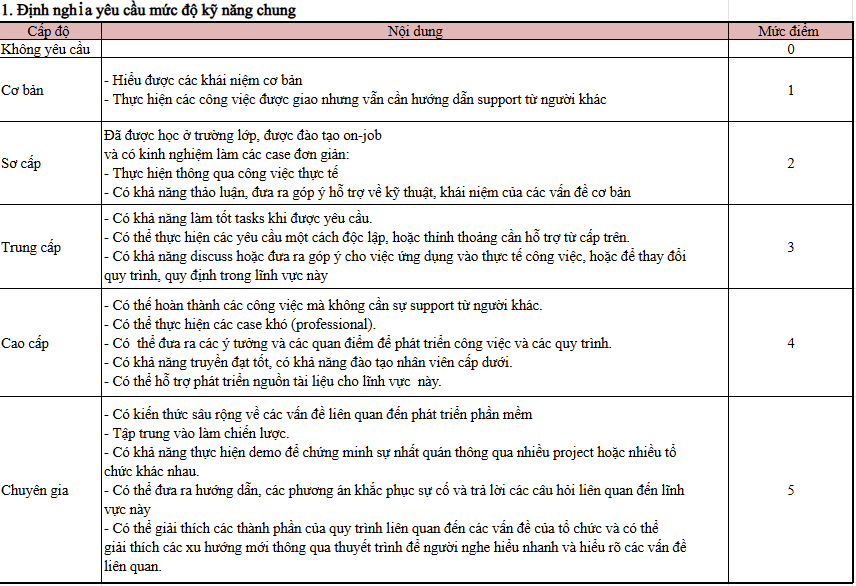 1. Định nghĩa yêu cầu mức độ kỹ năng chung
Cấp độ Nội dung Mức điểm
Không yêu cầu 0
Cơ bản
- Hiểu được các khái niệm cơ bản
- Thực hiện các công việc được giao nhưng vẫn cần hướng dẫn support từ người khác
1
Sơ cấp
Đã được học ở trường lớp, được đào tạo on-job
và có kinh nghiệm làm các case đơn giản:
- Thực hiện thông qua công việc thực tế
- Có khả năng thảo luận, đưa ra góp ý hỗ trợ về kỹ thuật, khái niệm của các vấn đề cơ bản
2
Trung cấp
- Có khả năng làm tốt tasks khi được yêu cầu.
- Có thể thực hiện các yêu cầu một cách độc lập, hoặc thỉnh thoảng cần hỗ trợ từ cấp trên.
- Có khả năng discuss hoặc đưa ra góp ý cho việc ứng dụng vào thực tế công việc, hoặc để thay đổi
quy trình, quy định trong lĩnh vực này
3
Cao cấp
- Có thể hoàn thành các công việc mà không cần sự support từ người khác.
- Có thể thực hiện các case khó (professional).
- Có thể đưa ra các ý tưởng và các quan điểm để phát triển công việc và các quy trình.
- Có khả năng truyền đạt tốt, có khả năng đào tạo nhân viên cấp dưới.
- Có thể hỗ trợ phát triển nguồn tài liệu cho lĩnh vực này.
4
Chuyên gia
- Có kiến thức sâu rộng về các vấn đề liên quan đến phát triển phần mềm
- Tập trung vào làm chiến lược.
- Có khả năng thực hiện demo để chứng minh sự nhất quán thông qua nhiều project hoặc nhiều tổ
chức khác nhau.
- Có thể đưa ra hướng dẫn, các phương án khắc phục sự cố và trả lời các câu hỏi liên quan đến lĩnh
vực này
- Có thể giải thích các thành phần của quy trình liên quan đến các vấn đề của tổ chức và có thể
giải thích các xu hướng mới thông qua thuyết trình để người nghe hiểu nhanh và hiểu rõ các vấn đề
liên quan.
5